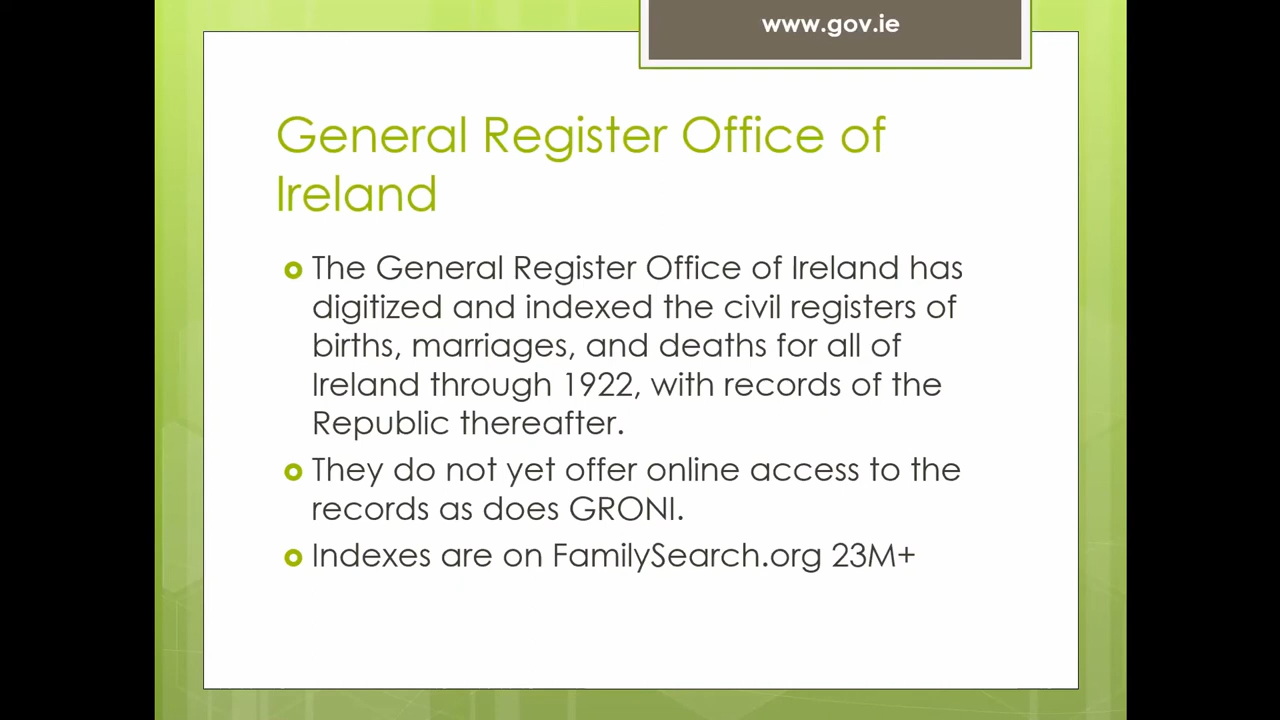 www.gov.ie
General Register Office of
Ireland
The General Register Office of Ireland has
digitized and indexed the civil registers of
births, marriages, and deaths for all of
Ireland through 1922, with records of the
Republic thereafter.
They do not yet offer online access to the
records as does GRONI.
Indexes are on FamilySearch.org 23M+